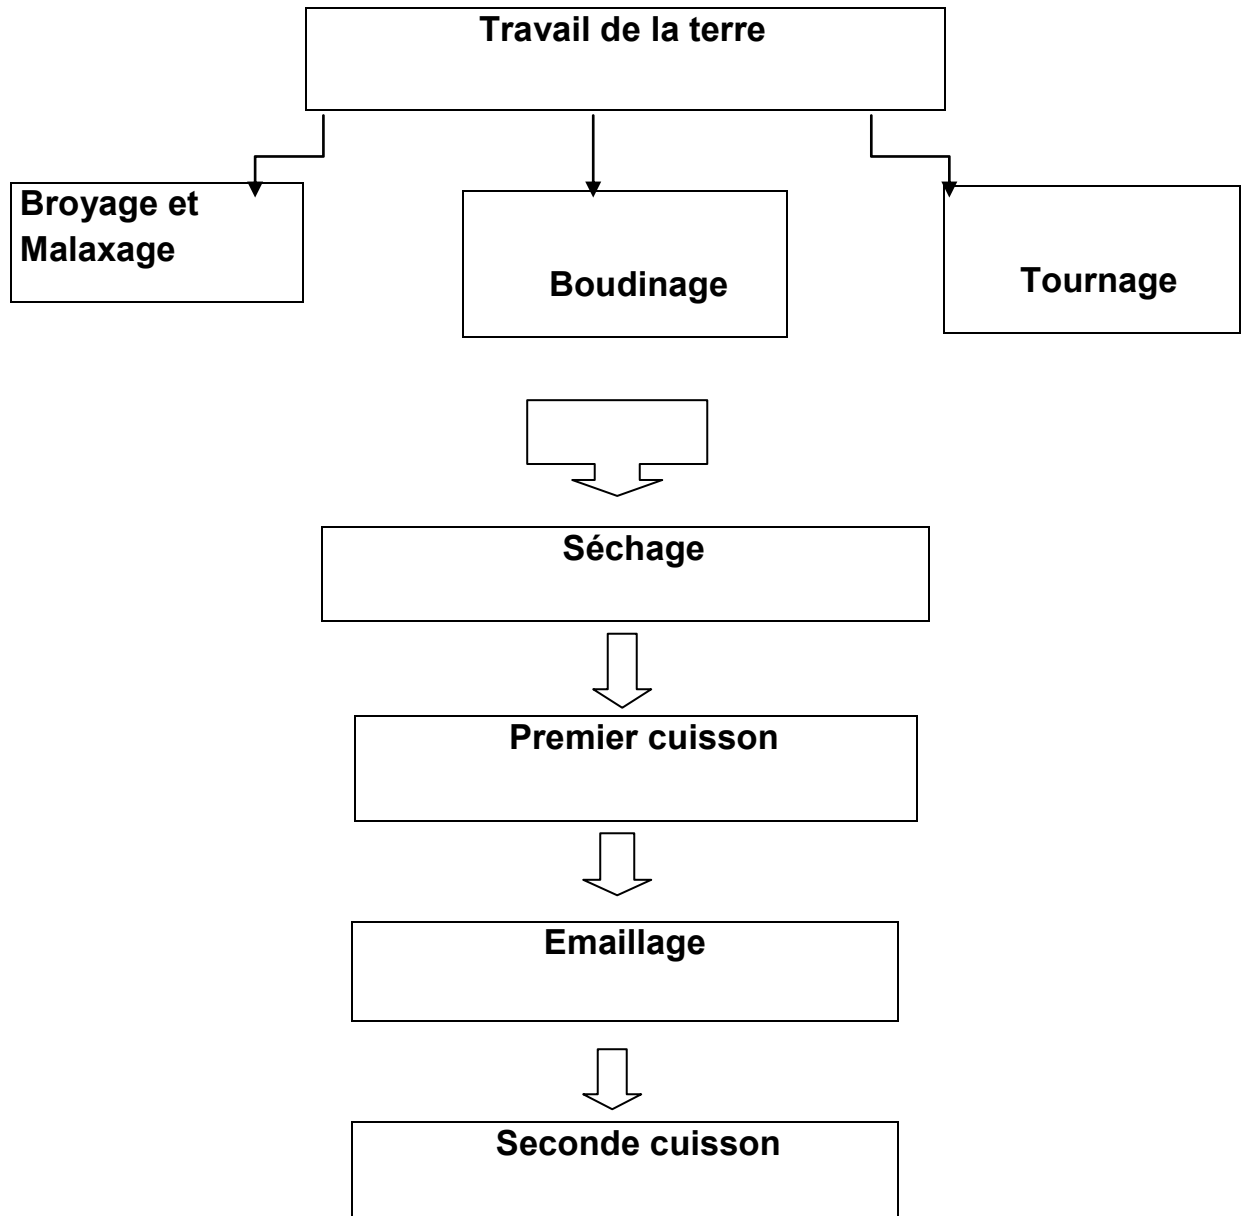 Travail de la terre
Broyage et
Malaxage
Boudinage
Tournage
Séchage
Premier cuisson
Emaillage
Seconde cuisson